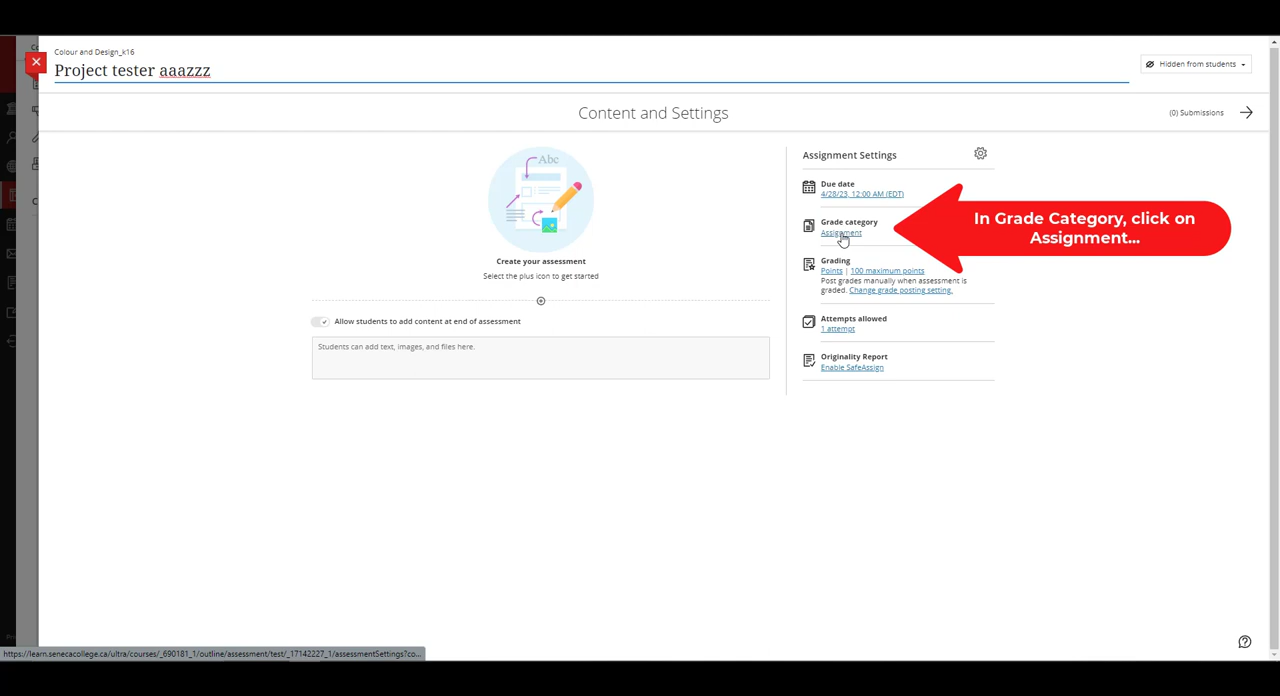 Colour and Design_k16
Project tester aaazzz
Hidden from students
Content and Settings
(0) Submissions
Abc
Create your assessment
Select the plus icon to get started
Allow students to add content at end of assessment
Students can add text, images, and files here.
Assignment Settings
Due date
4/28/23, 12:00 AM (EDT)
Grade category
Assignment
In Grade Category, click on
Assignment...
Grading
Points | 100 maximum points
Post grades manually when assessment is
graded. Change grade posting setting.
Attempts allowed
1 attempt
Originality Report
Enable SafeAssign
https://learn.senecacollege.ca/ultra/courses/_690181_1/outline/assessment/test/_17142227_1/assessmentSettings?co...